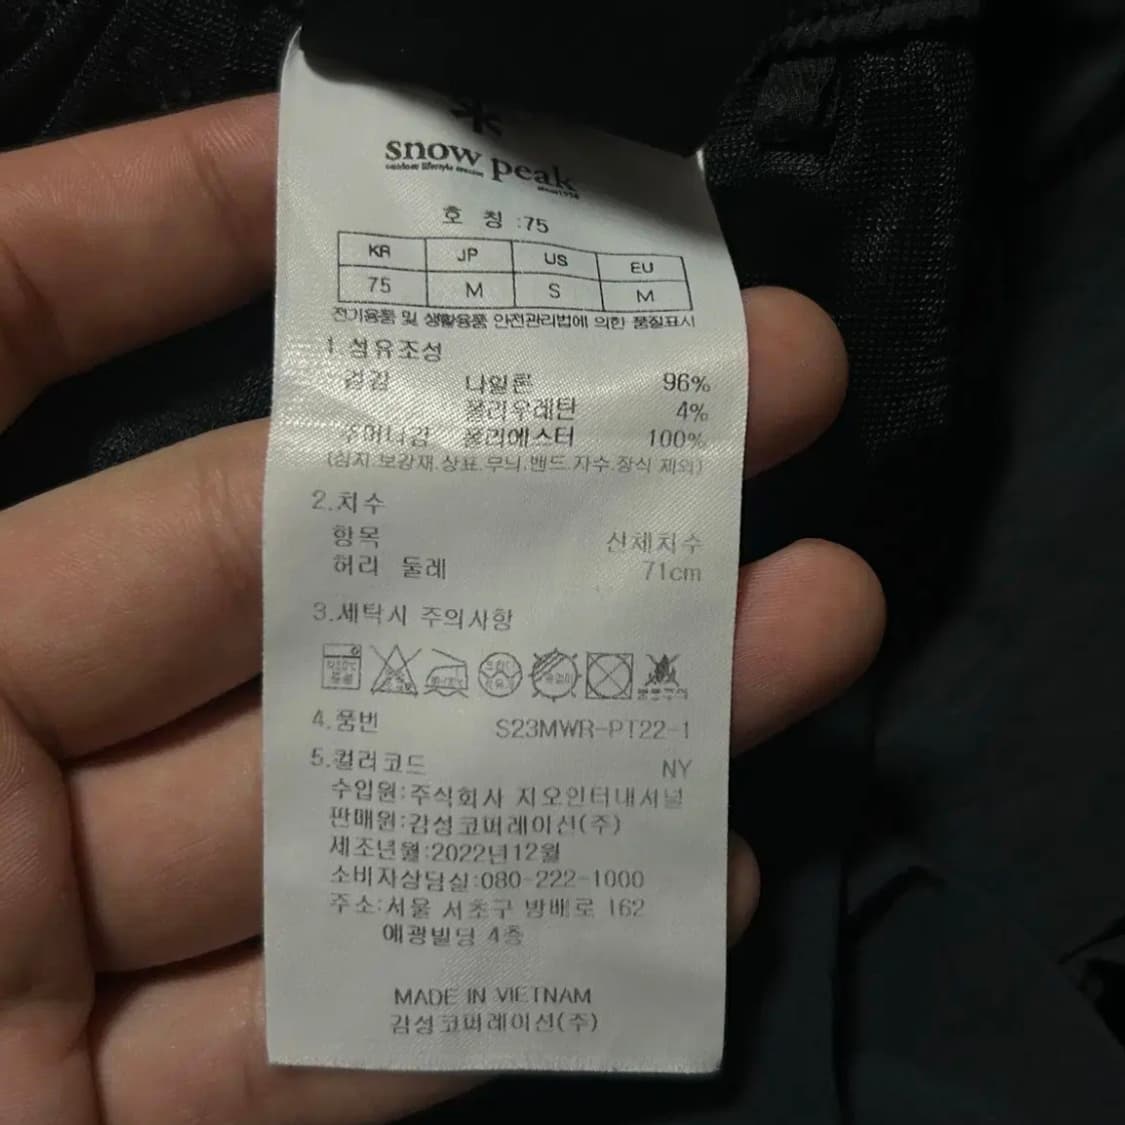 snow peak
호 칭 :75
KR JP US EU
75 M S M
전기용품 및 생활용품 안전관리법에 의한 품질표시
1.섬유조성
겉감 나일론 96%
폴리우레탄 4%
주머니감 폴리에스터 100%
(심지.보강재.상표.무늬.밴드.자수.장식 제외)
2.치수
항목 신체치수
허리 둘레 71cm
3.세탁시 주의사항
4.품번 S23MWR-PT22-1
5.컬러코드 NY
수입원:주식회사 지오인터내셔널
판매원:감성코퍼레이션(주)
제조년월:2022년12월
소비자상담실:080-222-1000
주소:서울 서초구 방배로 162
에광빌딩 4층
MADE IN VIETNAM
감성코퍼레이션(주)